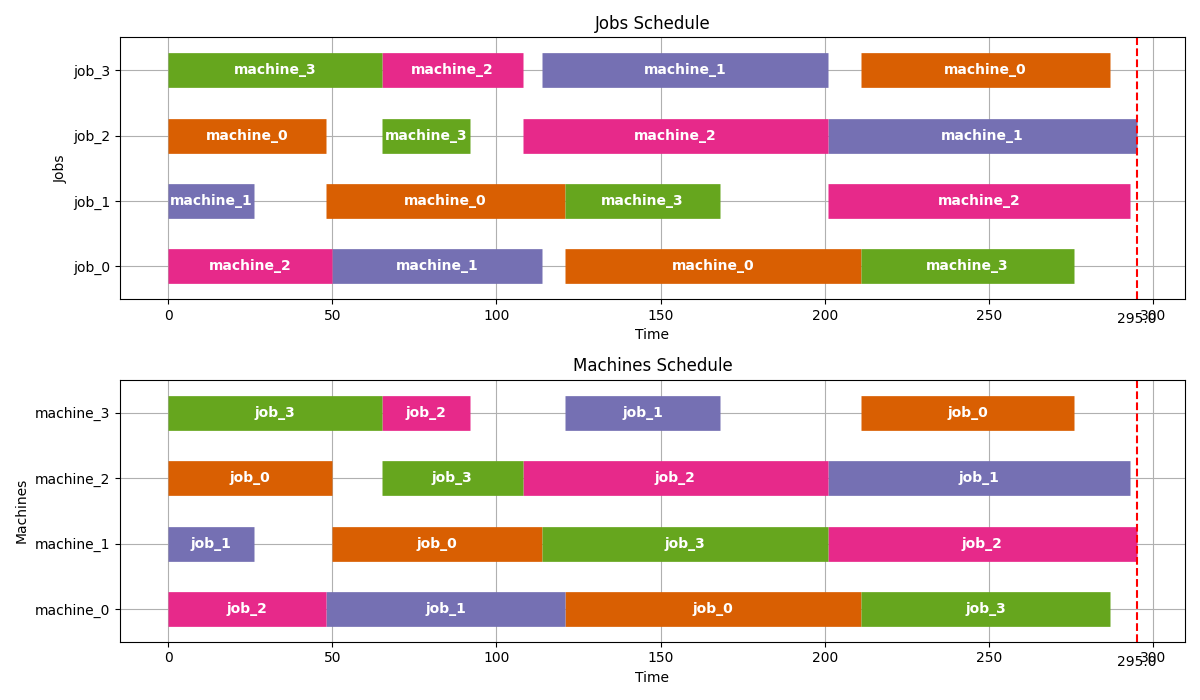 Jobs Schedule
job_3 machine_3 machine_2 machine_1 machine_0
job_2 machine_0 machine_3 machine_2 machine_1
Jobs
job_1 machine_1 machine_0 machine_3 machine_2
job_0 machine_2 machine_1 machine_0 machine_3
0 50 100 150 200 250 300
295.0
Time
Machines Schedule
machine_3 job_3 job_2 job_1 job_0
machine_2 job_0 job_3 job_2 job_1
Machines
machine_1 job_1 job_0 job_3 job_2
machine_0 job_2 job_1 job_0 job_3
0 50 100 150 200 250 300
295.0
Time